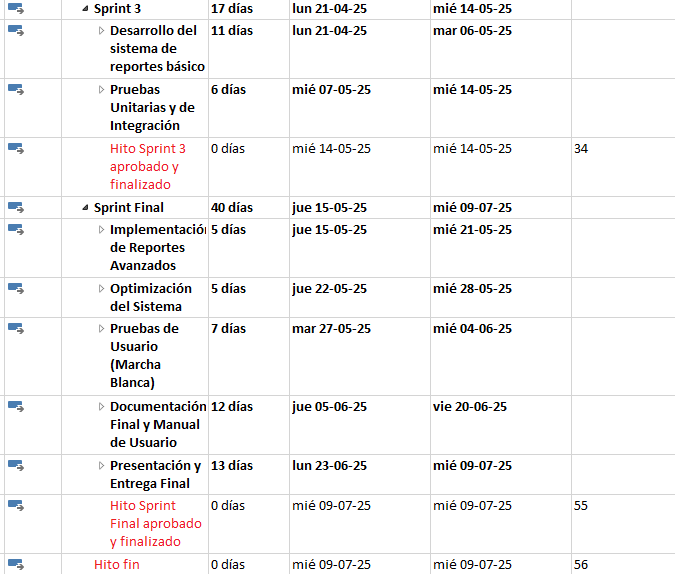 Sprint 3 17 días lun 21-04-25 mié 14-05-25
Desarrollo del 11 días lun 21-04-25 mar 06-05-25
sistema de
reportes básico
Pruebas 6 días mié 07-05-25 mié 14-05-25
Unitarias y de
Integración
Hito Sprint 3 0 días mié 14-05-25 mié 14-05-25 34
aprobado y
finalizado
Sprint Final 40 días jue 15-05-25 mié 09-07-25
Implementación 5 días jue 15-05-25 mié 21-05-25
de Reportes
Avanzados
Optimización 5 días jue 22-05-25 mié 28-05-25
del Sistema
Pruebas de 7 días mar 27-05-25 mié 04-06-25
Usuario
(Marcha
Blanca)
Documentación 12 días jue 05-06-25 vie 20-06-25
Final y Manual
de Usuario
Presentación y 13 días lun 23-06-25 mié 09-07-25
Entrega Final
Hito Sprint 0 días mié 09-07-25 mié 09-07-25 55
Final aprobado
y finalizado
Hito fin 0 días mié 09-07-25 mié 09-07-25 56